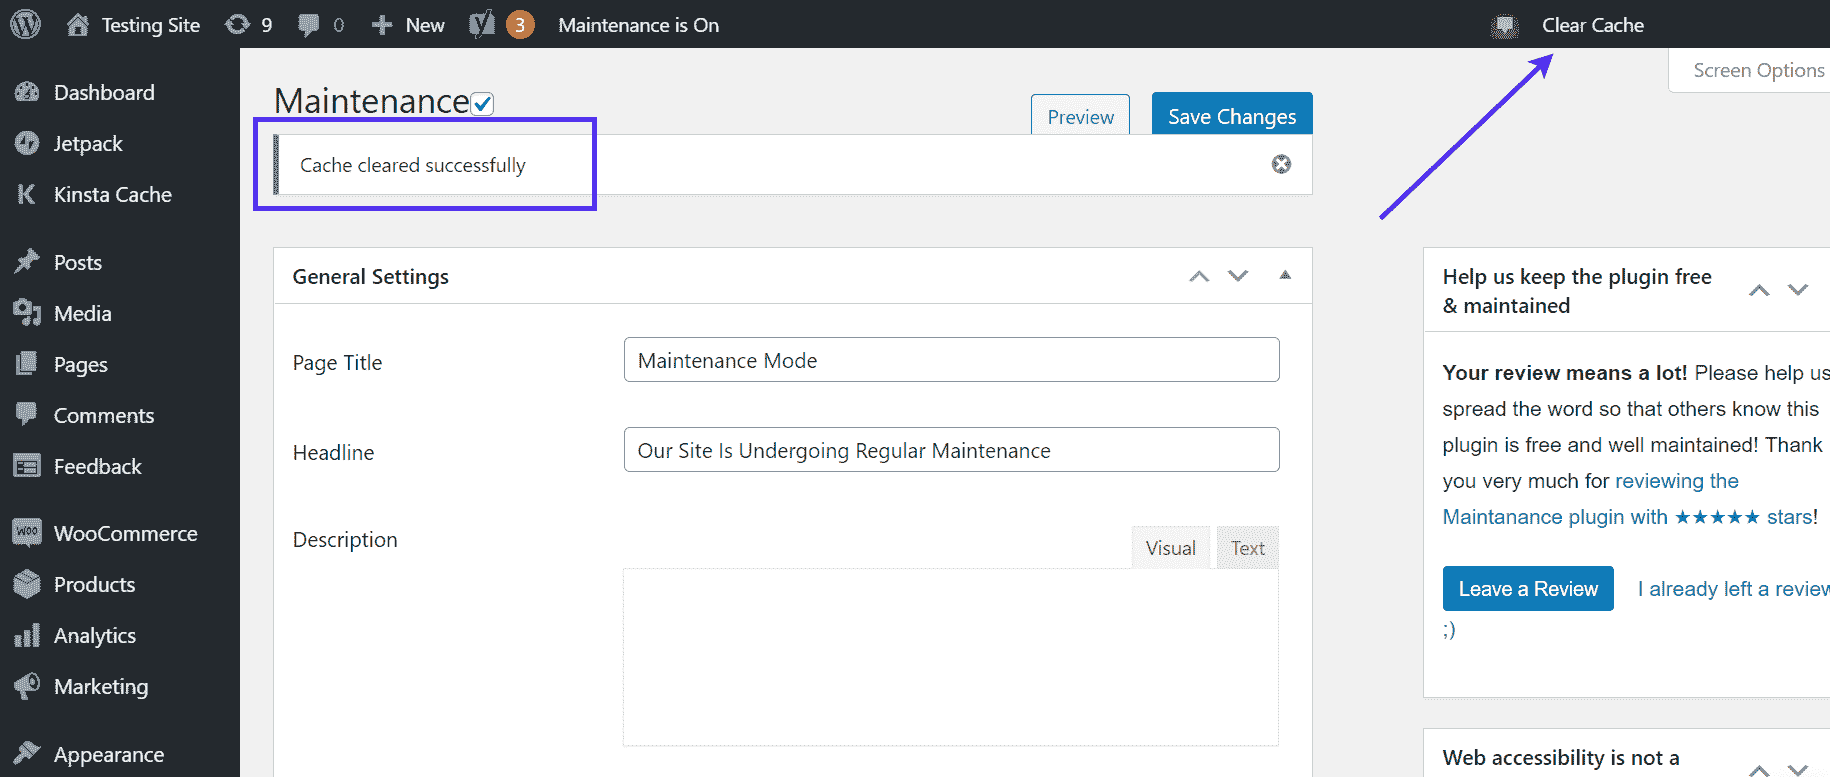 Testing Site
9
0
New
3
Maintenance is On
Clear Cache
Screen Options
Dashboard
Jetpack
Kinsta Cache
Posts
Media
Pages
Comments
Feedback
WOO
WooCommerce
Products
Analytics
Marketing
Appearance
Maintenance
Preview
Save Changes
Cache cleared successfully
General Settings
Page Title
Maintenance Mode
Headline
Our Site Is Undergoing Regular Maintenance
Description
Visual
Text
Help us keep the plugin free
& maintained
Your review means a lot! Please help us
spread the word so that others know this
plugin is free and well maintained! Thank
you very much for reviewing the
Maintanance plugin with ★★★★★ stars!
Leave a Review
I already left a review
;)
Web accessibility is not a